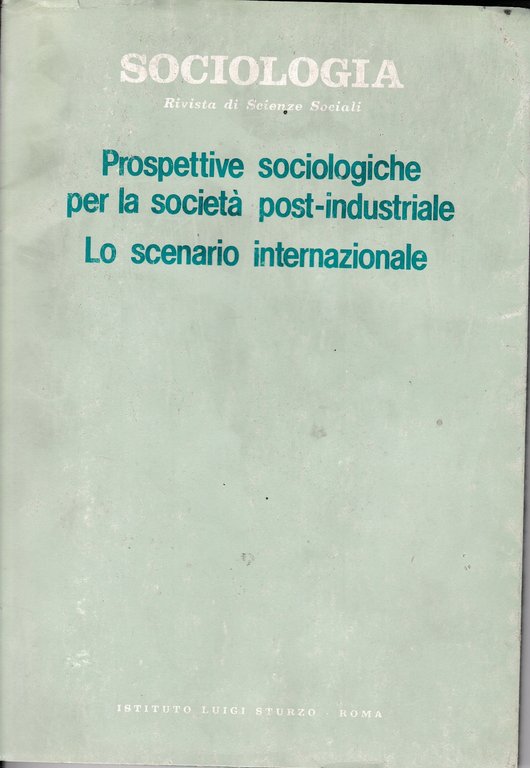 SOCIOLOGIA
Rivista di Scienze Sociali
Prospettive sociologiche
per la società post-industriale
Lo scenario internazionale
ISTITUTO LUIGI STURZO - ROMA